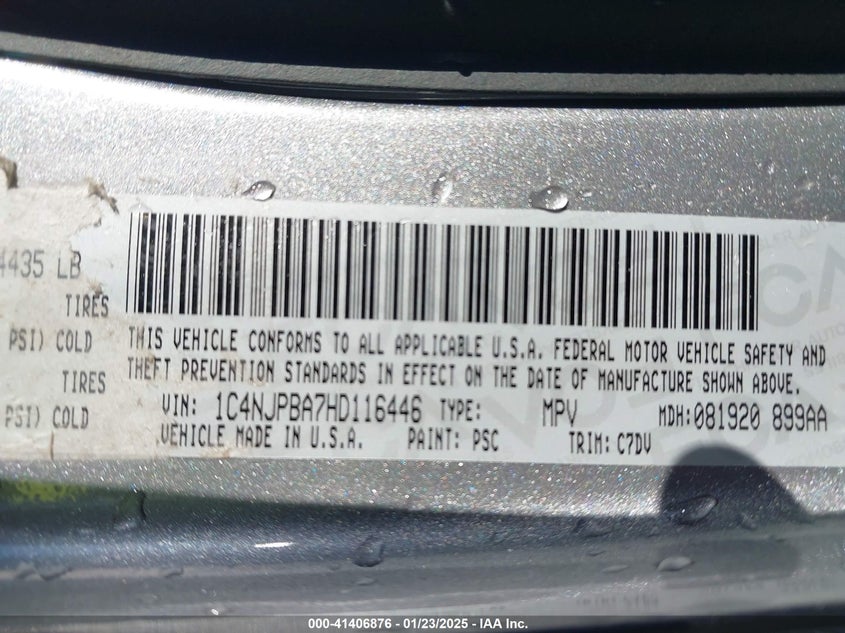 4435 LB
TIRES
PSI) COLD
TIRES
PSI) COLD
THIS VEHICLE CONFORMS TO ALL APPLICABLE U.S.A. FEDERAL MOTOR VEHICLE SAFETY AND
THEFT PREVENTION STANDARDS IN EFFECT ON THE DATE OF MANUFACTURE SHOWN ABOVE.
VIN: 1C4NJPBA7HD116446 TYPE: MPV MDH: 081920 899AA
VEHICLE MADE IN U.S.A. PAINT: PSC TRIM: C7DV
000-41406876 - 01/23/2025 - IAA Inc.